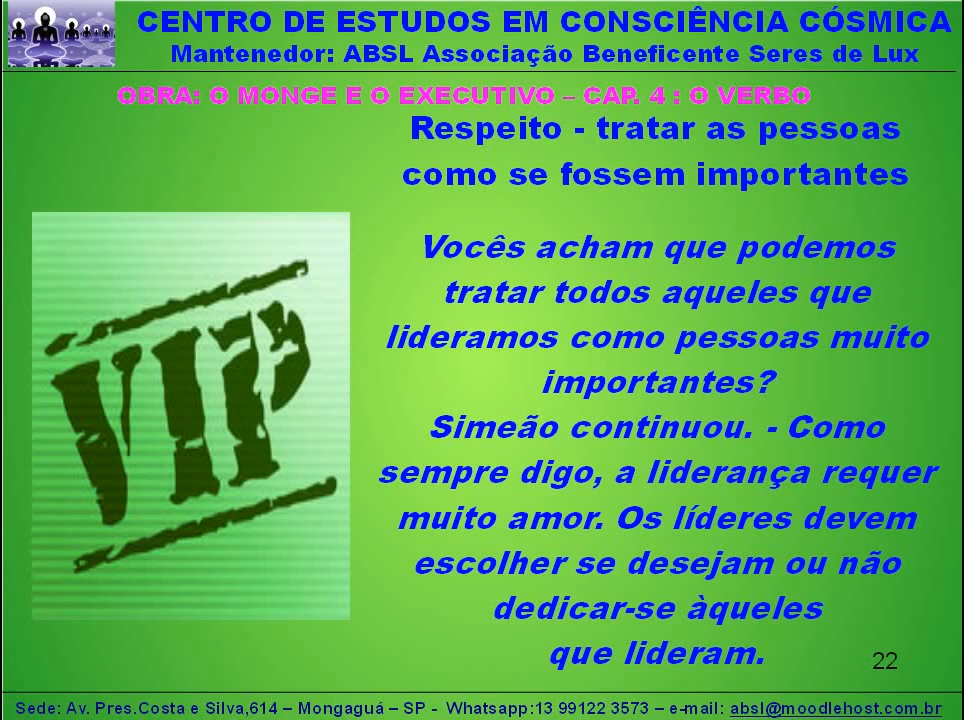 CENTRO DE ESTUDOS EM CONSCIÊNCIA CÓSMICA
Mantenedor: ABSL Associação Beneficente Seres de Lux
OBRA: O MONGE E O EXECUTIVO – CAP. 4 : O VERBO
Respeito - tratar as pessoas
como se fossem importantes
VIP
Vocês acham que podemos
tratar todos aqueles que
lideramos como pessoas muito
importantes?
Simeão continuou. - Como
sempre digo, a liderança requer
muito amor. Os líderes devem
escolher se desejam ou não
dedicar-se àqueles
que lideram.
22
Sede: Av. Pres.Costa e Silva,614 – Mongaguá – SP - Whatsapp:13 99122 3573 – e-mail: absl@moodlehost.com.br